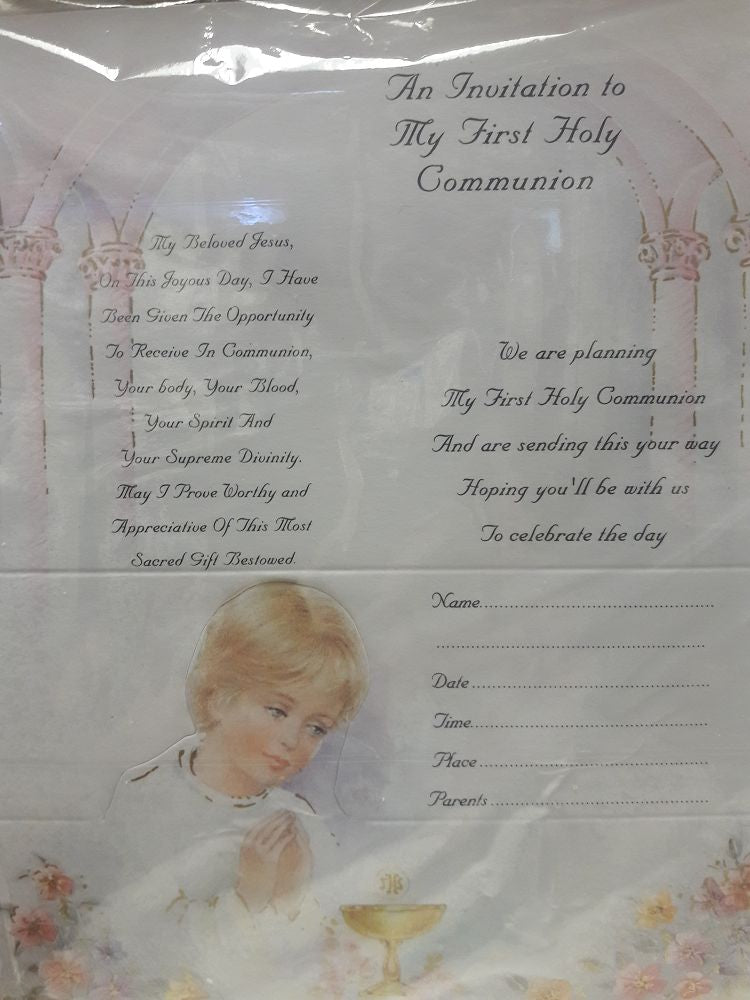 An Invitation to
My First Holy
Communion
My Beloved Jesus,
On This Joyous Day, I Have
Been Given The Opportunity
To Receive In Communion,
Your body, Your Blood,
Your Spirit And
Your Supreme Divinity.
May I Prove Worthy and
Appreciative Of This Most
Sacred Gift Bestowed.
We are planning
My First Holy Communion
And are sending this your way
Hoping you'll be with us
To celebrate the day
Name
Date
Time
Place
Parents